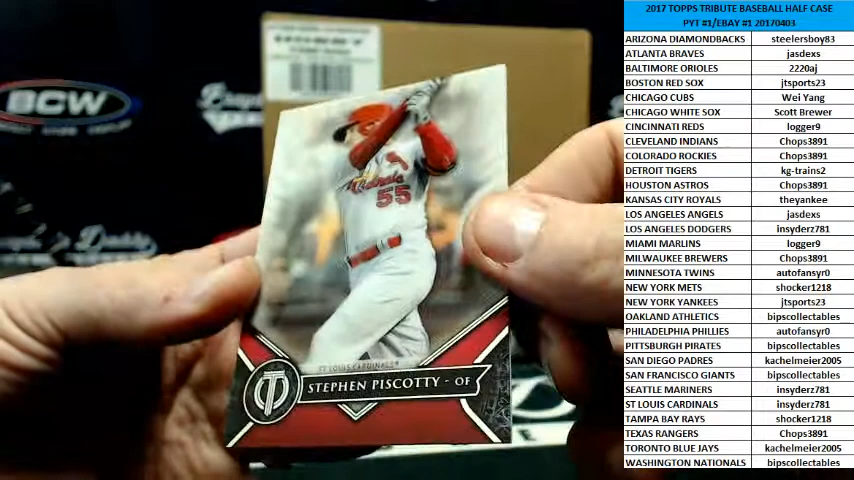 BCW
Cardinals
55
ST. LOUIS CARDINALS®
STEPHEN PISCOTTY - OF
2017 TOPPS TRIBUTE BASEBALL HALF CASE
PYT #1/EBAY #1 20170403
ARIZONA DIAMONDBACKS steelersboy83
ATLANTA BRAVES jasdexs
BALTIMORE ORIOLES 2220aj
BOSTON RED SOX jtsports23
CHICAGO CUBS Wei Yang
CHICAGO WHITE SOX Scott Brewer
CINCINNATI REDS logger9
CLEVELAND INDIANS Chops3891
COLORADO ROCKIES Chops3891
DETROIT TIGERS kg-trains2
HOUSTON ASTROS Chops3891
KANSAS CITY ROYALS theyankee
LOS ANGELES ANGELS jasdexs
LOS ANGELES DODGERS insyderz781
MIAMI MARLINS logger9
MILWAUKEE BREWERS Chops3891
MINNESOTA TWINS autofansyr0
NEW YORK METS shocker1218
NEW YORK YANKEES jtsports23
OAKLAND ATHLETICS bipscollectables
PHILADELPHIA PHILLIES autofansyr0
PITTSBURGH PIRATES bipscollectables
SAN DIEGO PADRES kachelmeier2005
SAN FRANCISCO GIANTS bipscollectables
SEATTLE MARINERS insyderz781
ST LOUIS CARDINALS insyderz781
TAMPA BAY RAYS shocker1218
TEXAS RANGERS Chops3891
TORONTO BLUE JAYS kachelmeier2005
WASHINGTON NATIONALS bipscollectables